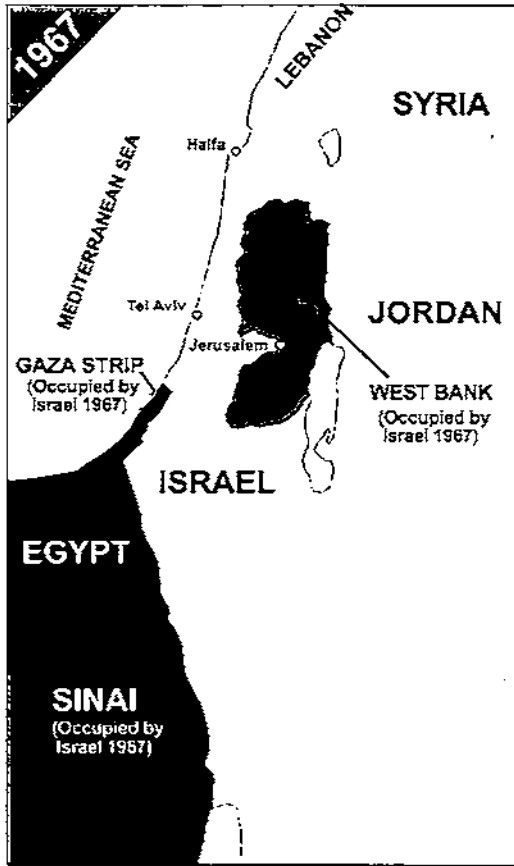 1967
LEBANON
SYRIA
Haifa
MEDITERRANEAN SEA
Tel Aviv
JORDAN
Jerusalem
GAZA STRIP
(Occupied by
Israel 1967)
WEST BANK
(Occupied by
Israel 1967)
ISRAEL
EGYPT
SINAI
(Occupied by
Israel 1967)